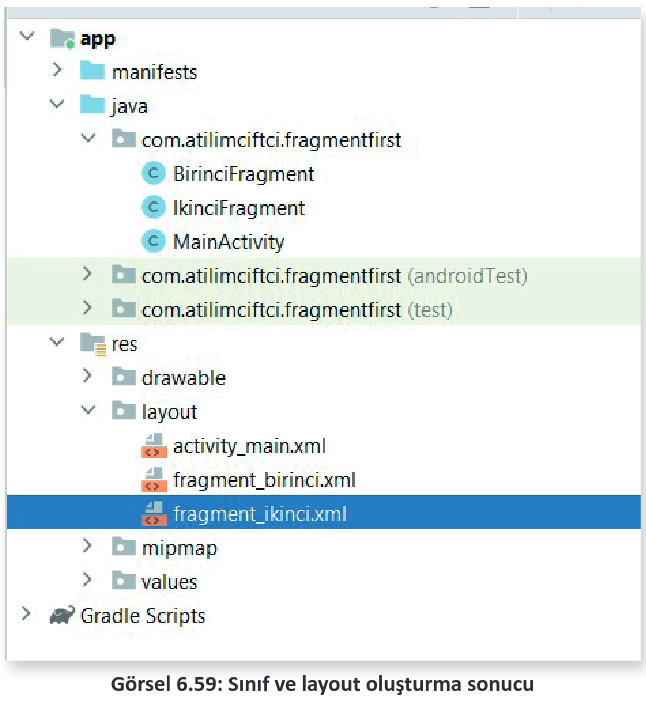 app
manifests
java
com.atilimciftci.fragmentfirst
C BirinciFragment
C IkinciFragment
C MainActivity
com.atilimciftci.fragmentfirst (androidTest)
com.atilimciftci.fragmentfirst (test)
res
drawable
layout
activity_main.xml
fragment_birinci.xml
fragment_ikinci.xml
mipmap
values
Gradle Scripts
Görsel 6.59: Sınıf ve layout oluşturma sonucu